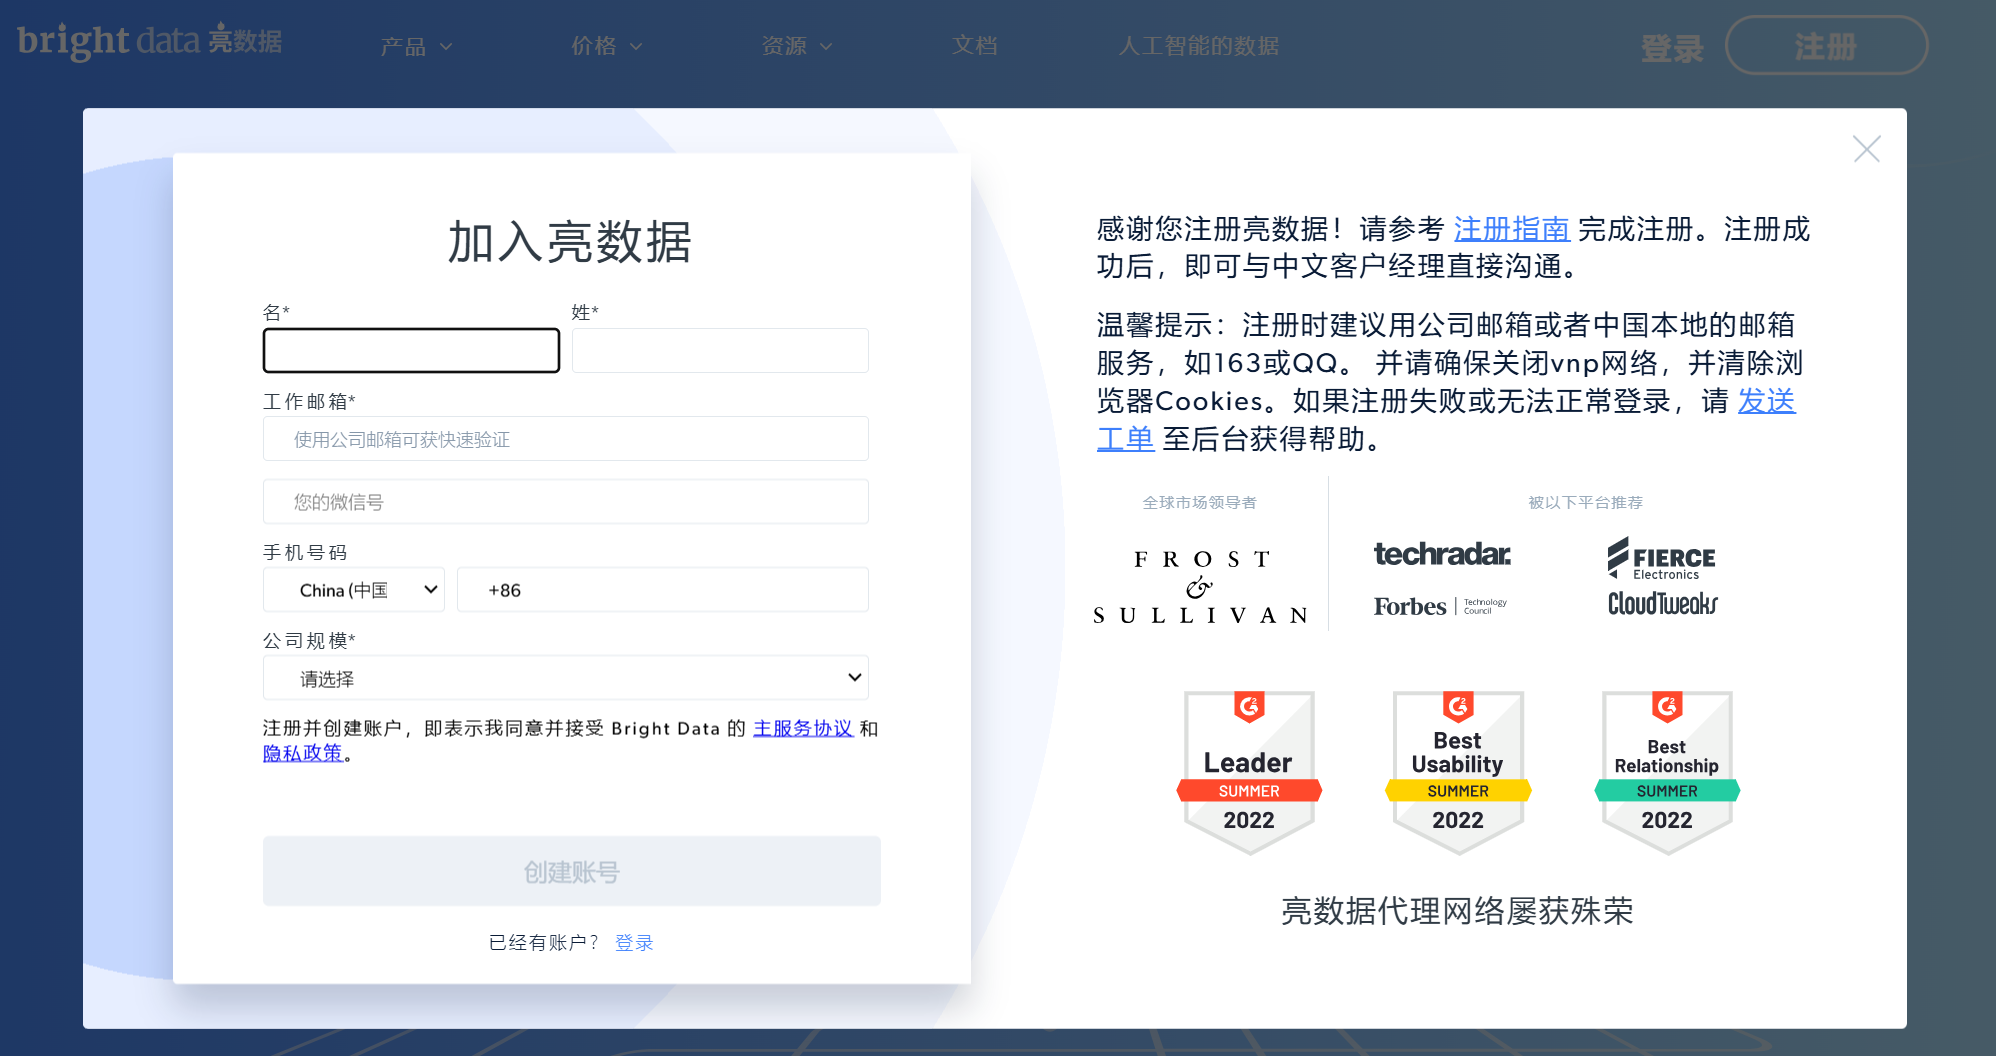 bright data 亮数据
产品
价格
资源
文档
人工智能的数据
登录
注册
加入亮数据
名*
姓*
工作邮箱*
使用公司邮箱可获快速验证
您的微信号
手机号码
China (中国
+86
公司规模*
请选择
注册并创建账户，即表示我同意并接受 Bright Data 的 主服务协议 和
隐私政策。
创建账号
已经有账户？ 登录
感谢您注册亮数据！请参考 注册指南 完成注册。注册成
功后，即可与中文客户经理直接沟通。
温馨提示：注册时建议用公司邮箱或者中国本地的邮箱
服务，如163或QQ。 并请确保关闭vnp网络，并清除浏
览器Cookies。如果注册失败或无法正常登录，请 发送
工单 至后台获得帮助。
全球市场领导者
FROST
&
SULLIVAN
被以下平台推荐
techradar.
FIERCE
Electronics
Forbes | Technology
Council
CloudTweaks
G2
Leader
SUMMER
2022
G2
Best
Usability
SUMMER
2022
G2
Best
Relationship
SUMMER
2022
亮数据代理网络屡获殊荣